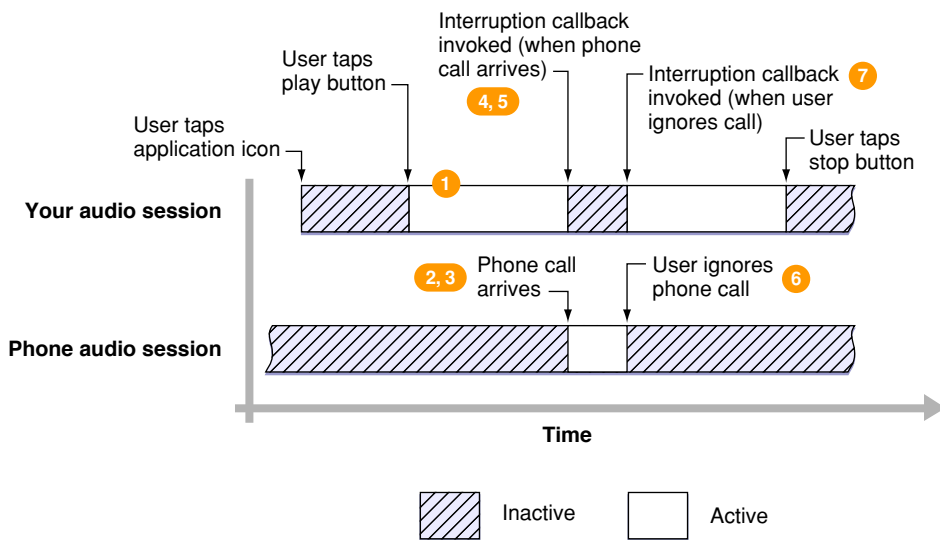 Interruption callback
invoked (when phone
call arrives)
4, 5
User taps
play button
Interruption callback
invoked (when user
ignores call)
7
User taps
application icon
User taps
stop button
1
Your audio session
2, 3
Phone call
arrives
User ignores
phone call
6
Phone audio session
Time
Inactive
Active